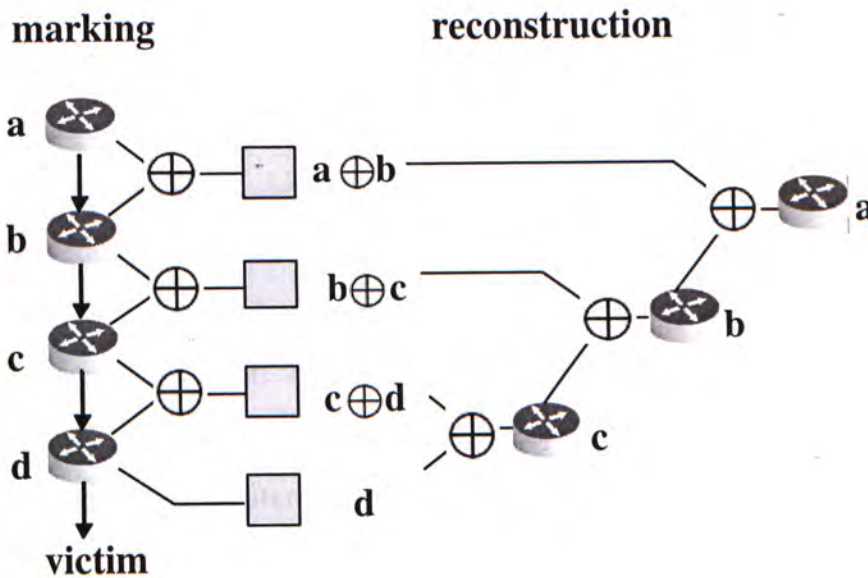 marking
reconstruction
a
a ⊕ b
a
b
b ⊕ c
b
c
c ⊕ d
c
d
d
victim